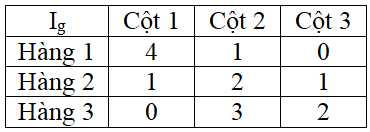 I₉ Cột 1 Cột 2 Cột 3
Hàng 1 4 1 0
Hàng 2 1 2 1
Hàng 3 0 3 2